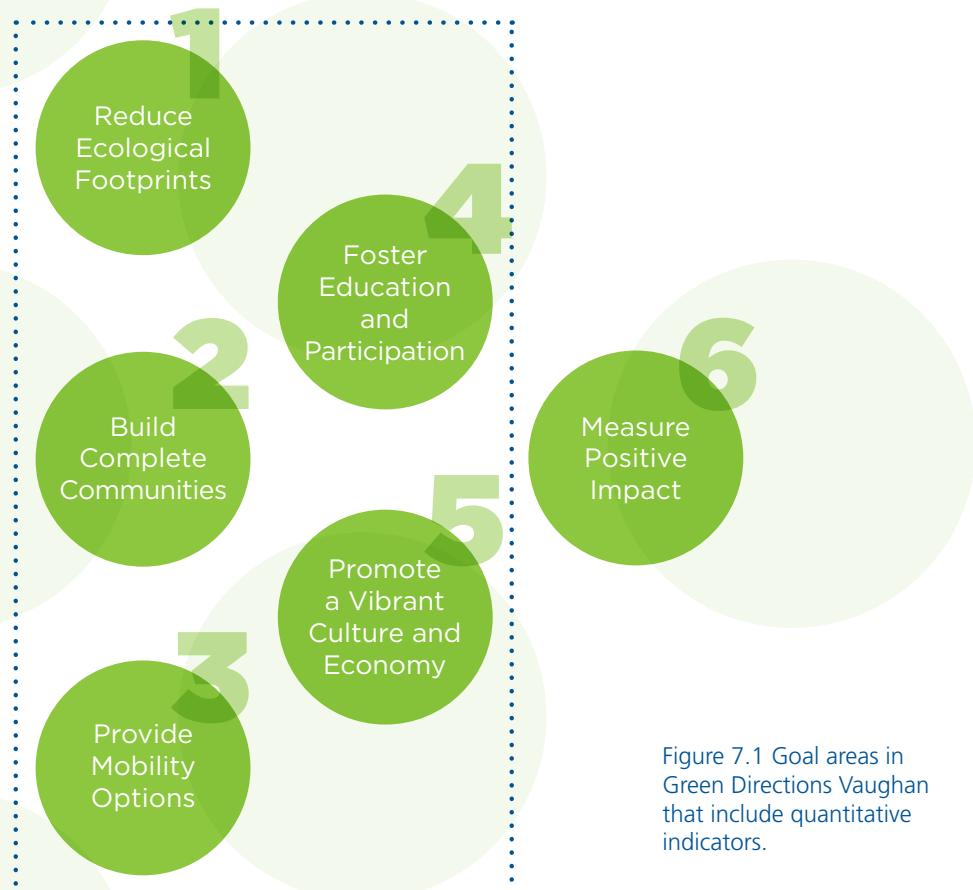 1
Reduce
Ecological
Footprints
2
Build
Complete
Communities
3
Provide
Mobility
Options
4
Foster
Education
and
Participation
5
Promote
a Vibrant
Culture and
Economy
6
Measure
Positive
Impact
Figure 7.1 Goal areas in
Green Directions Vaughan
that include quantitative
indicators.